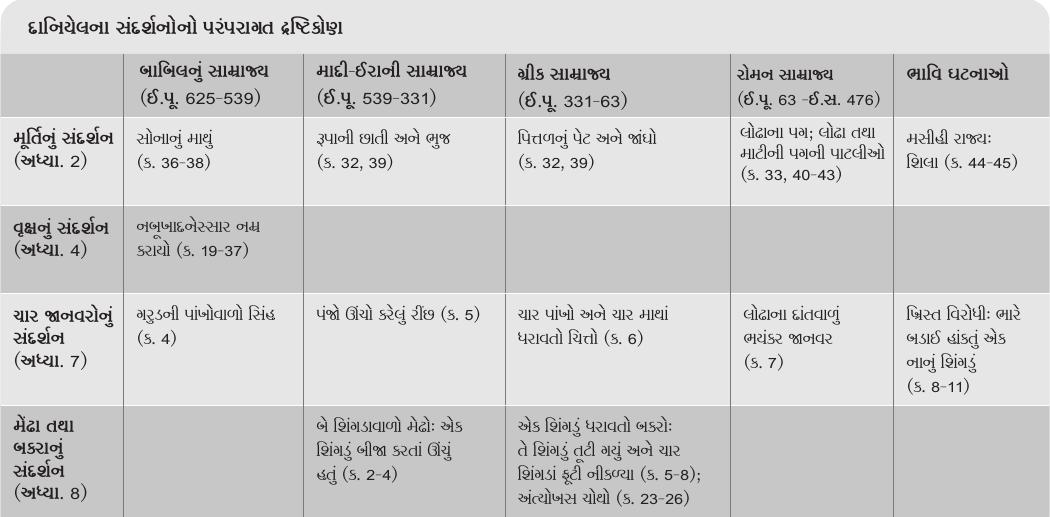 દાનિયેલના સંદર્શનોનો પરંપરાગત દ્રષ્ટિકોણ
બાબિલનું સામ્રાજ્ય
(ઈ.પૂ. 625-539)
માદી-ઈરાની સામ્રાજ્ય
(ઈ.પૂ. 539-331)
ગ્રીક સામ્રાજ્ય
(ઈ.પૂ. 331-63)
રોમન સામ્રાજ્ય
(ઈ.પૂ. 63 -ઈ.સ. 476)
ભાવિ ઘટનાઓ
મૂર્તિનું સંદર્શન
(અધ્યા. 2)
સોનાનું માથું
(ક. 36-38)
રૂપાની છાતી અને ભુજ
(ક. 32, 39)
પિત્તળનું પેટ અને જાંઘો
(ક. 32, 39)
લોઢાના પગ; લોઢા તથા
માટીની પગની પાટલીઓ
(ક. 33, 40-43)
મસીહી રાજ્યઃ
શિલા (ક. 44-45)
વૃક્ષનું સંદર્શન
(અધ્યા. 4)
નબૂખાદનેસ્સાર નમ્ર
કરાયો (ક. 19-37)
ચાર જાનવરોનું
સંદર્શન
(અધ્યા. 7)
ગરુડની પાંખોવાળો સિંહ
(ક. 4)
પંજો ઊંચો કરેલું રીંછ (ક. 5)
ચાર પાંખો અને ચાર માથાં
ધરાવતો ચિત્તો (ક. 6)
લોઢાના દાંતવાળું
ભયંકર જાનવર
(ક. 7)
ખ્રિસ્ત વિરોધીઃ ભારે
બડાઈ હાંકતું એક
નાનું શિંગડું
(ક. 8-11)
મેંઢા તથા
બકરાનું
સંદર્શન
(અધ્યા. 8)
બે શિંગડાવાળો મેઢોઃ એક
શિંગડું બીજા કરતાં ઊંચું
હતું (ક. 2-4)
એક શિંગડું ધરાવતો બકરોઃ
તે શિંગડું તૂટી ગયું અને ચાર
શિંગડાં ફૂટી નીકળ્યા (ક. 5-8);
અંત્યોખસ ચોથો (ક. 23-26)